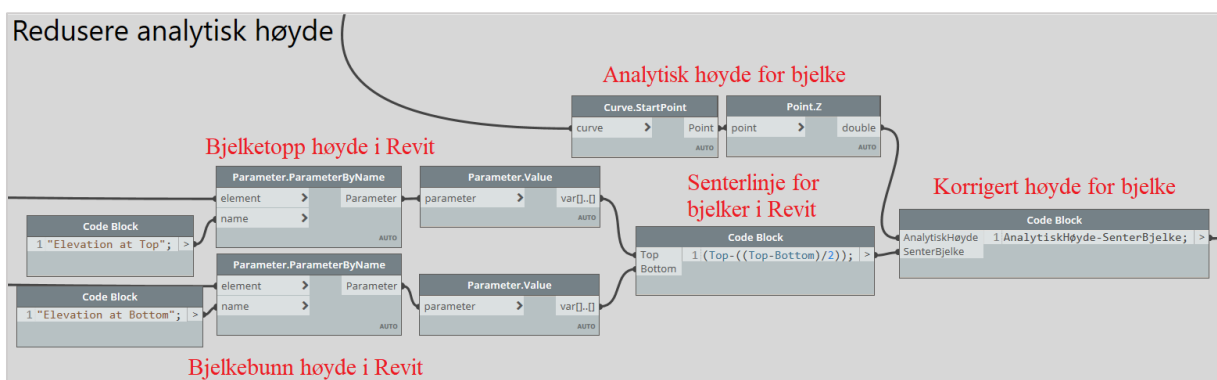 Redusere analytisk høyde
Analytisk høyde for bjelke
Curve.StartPoint
curve > Point
AUTO
Point.Z
point > double
AUTO
Bjelketopp høyde i Revit
Parameter.ParameterByName
element > Parameter
name >
AUTO
Parameter.Value
parameter > var[]..[]
AUTO
Code Block
1 "Elevation at Top"; >
Senterlinje for
bjelker i Revit
Code Block
Top 1 (Top-((Top-Bottom)/2)); >
Bottom
Korrigert høyde for bjelke
Code Block
AnalytiskHøyde 1 AnalytiskHøyde-SenterBjelke; >
SenterBjelke
Parameter.ParameterByName
element > Parameter
name >
AUTO
Parameter.Value
parameter > var[]..[]
AUTO
Code Block
1 "Elevation at Bottom"; >
Bjelkebunn høyde i Revit